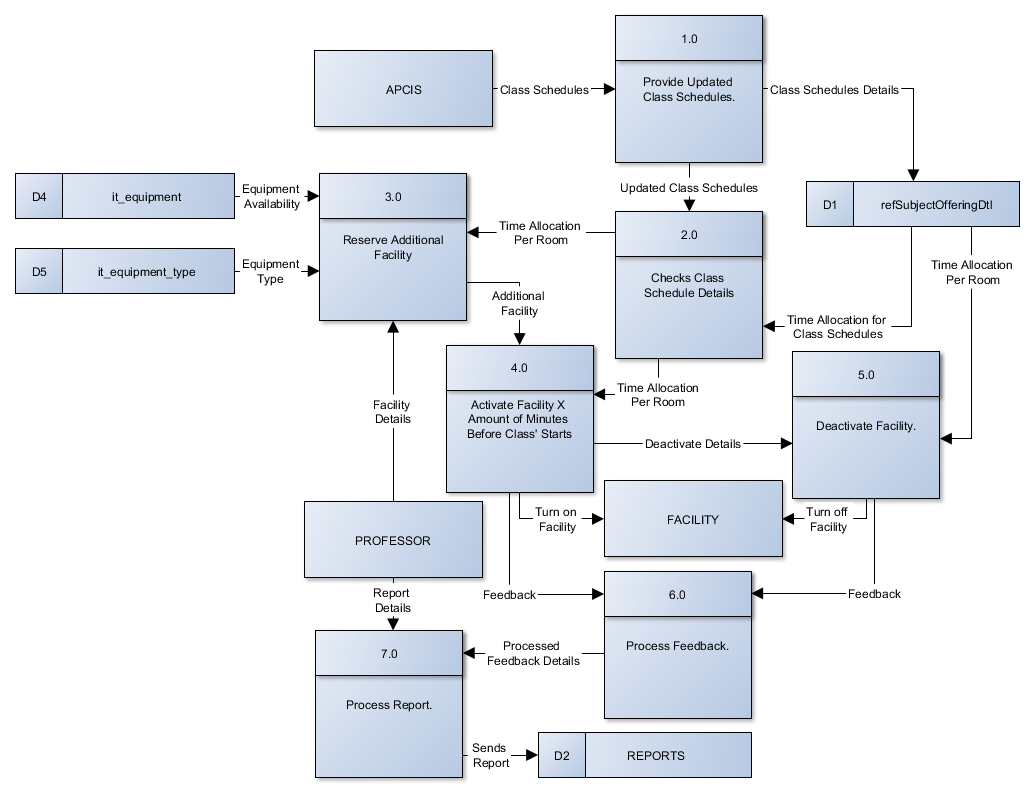 1.0
Provide Updated
Class Schedules.
APCIS
Class Schedules
Class Schedules Details
Updated Class Schedules
D4
it_equipment
Equipment
Availability
3.0
Reserve Additional
Facility
D1
refSubjectOfferingDtl
Time Allocation
Per Room
2.0
Checks Class
Schedule Details
D5
it_equipment_type
Equipment
Type
Time Allocation
Per Room
Additional
Facility
Time Allocation for
Class Schedules
4.0
Activate Facility X
Amount of Minutes
Before Class' Starts
Time Allocation
Per Room
5.0
Deactivate Facility.
Facility
Details
Deactivate Details
PROFESSOR
Turn on
Facility
FACILITY
Turn off
Facility
Report
Details
Feedback
6.0
Process Feedback.
Feedback
7.0
Process Report.
Processed
Feedback Details
Sends
Report
D2
REPORTS